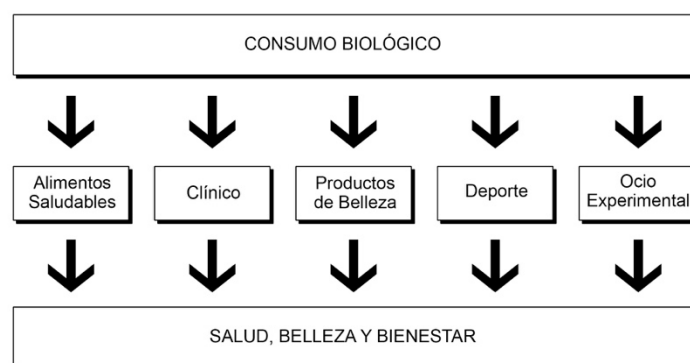 CONSUMO BIOLÓGICO
Alimentos
Saludables
Clínico
Productos
de Belleza
Deporte
Ocio
Experimental
SALUD, BELLEZA Y BIENESTAR